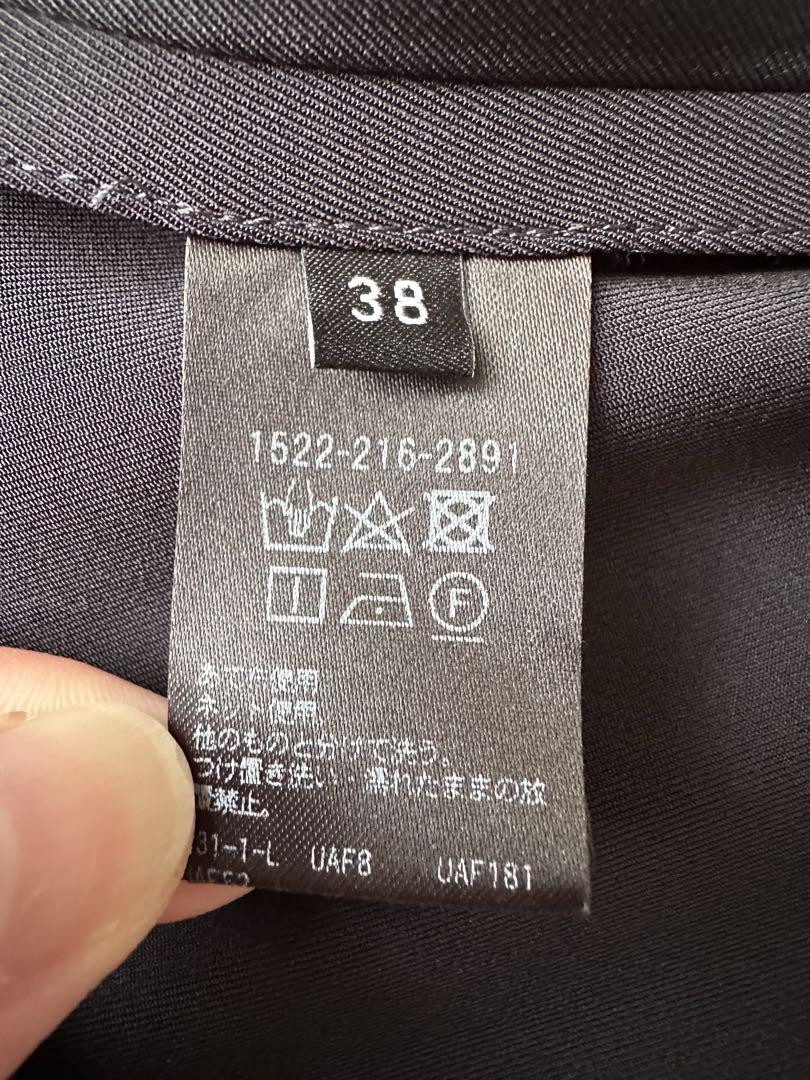 38
1522-216-2891
F
あて布使用
ネット使用
他のものとわけて洗う。
つけ置き洗い 濡れたままの放
置禁止。
31-T-L UAF8 UAF181